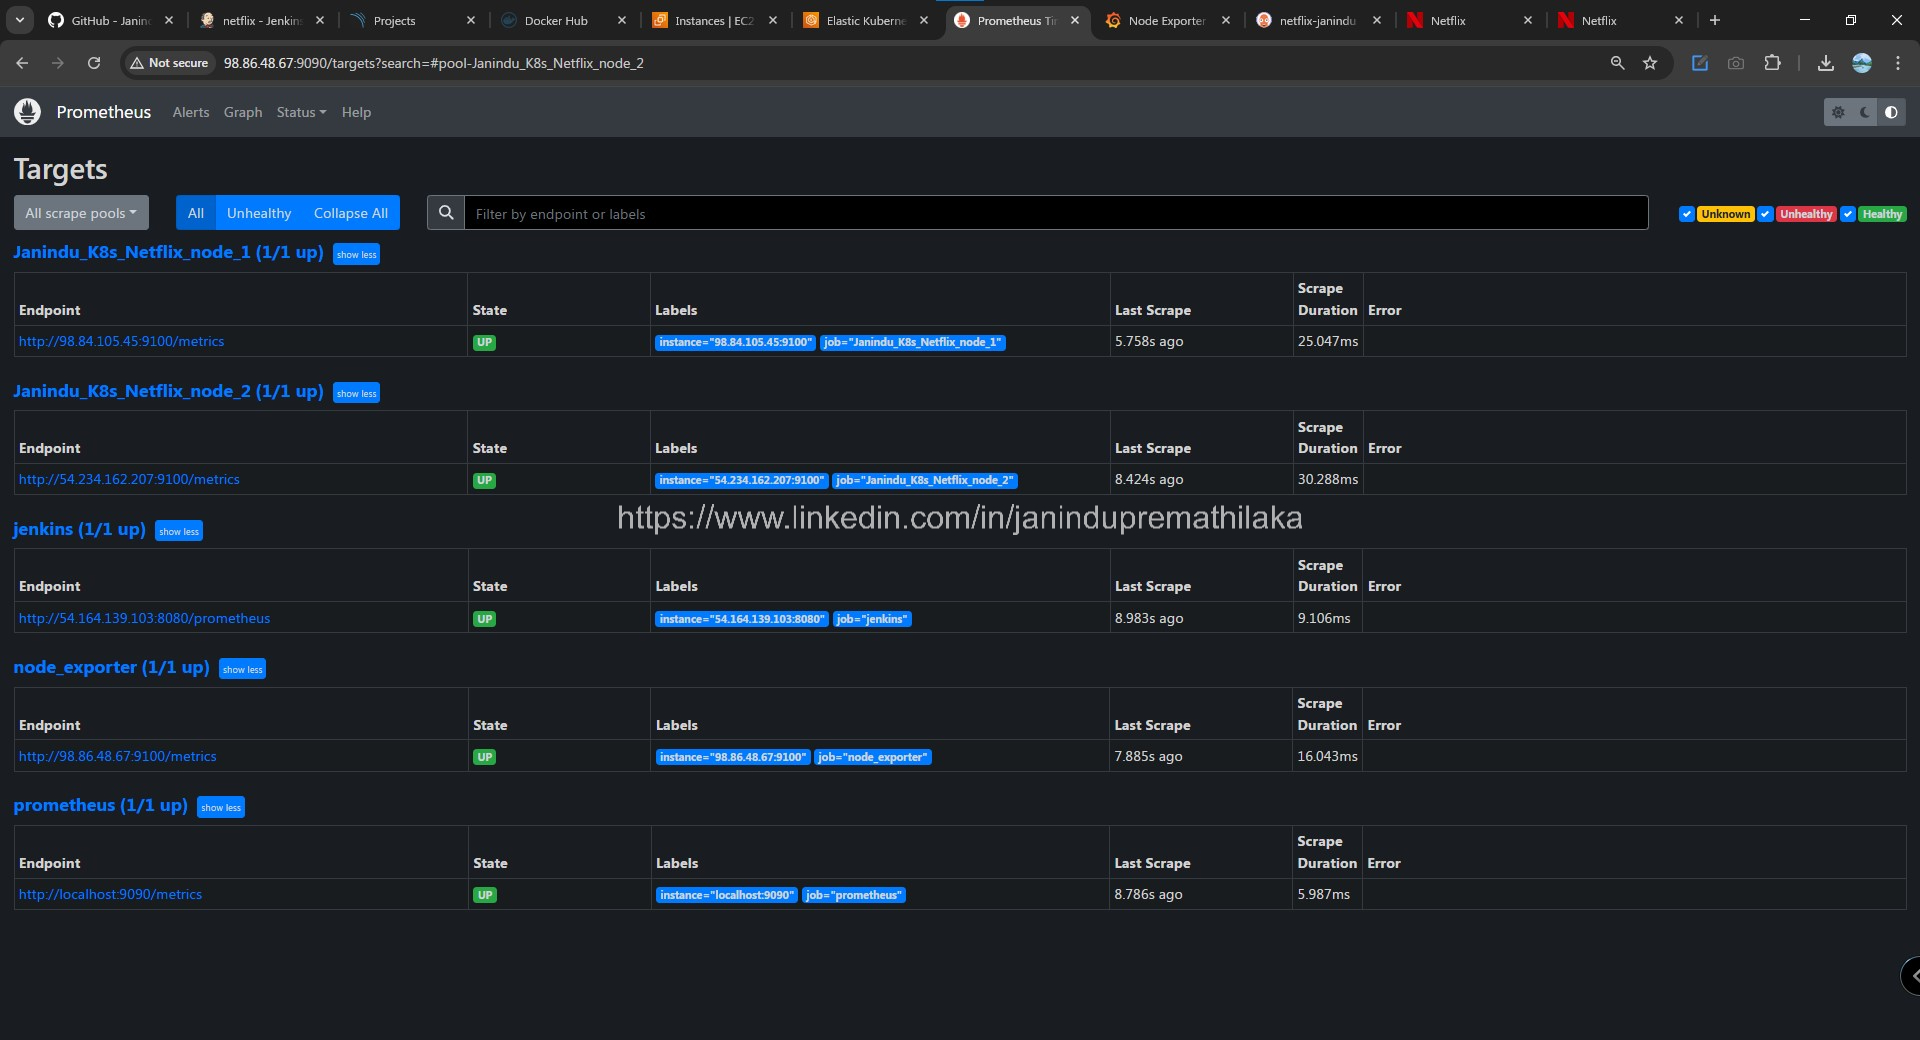 GitHub - Janind
netflix - Jenkins
Projects
Docker Hub
Instances | EC2
Elastic Kuberne
Prometheus Tim
Node Exporter
netflix-janindu
Netflix
Netflix
Not secure
98.86.48.67:9090/targets?search=#pool-Janindu_K8s_Netflix_node_2
Prometheus Alerts Graph Status Help
Targets
All scrape pools All Unhealthy Collapse All Filter by endpoint or labels Unknown Unhealthy Healthy
Janindu_K8s_Netflix_node_1 (1/1 up) show less
Endpoint State Labels Last Scrape Scrape Duration Error
http://98.84.105.45:9100/metrics UP instance="98.84.105.45:9100" job="Janindu_K8s_Netflix_node_1" 5.758s ago 25.047ms
Janindu_K8s_Netflix_node_2 (1/1 up) show less
Endpoint State Labels Last Scrape Scrape Duration Error
http://54.234.162.207:9100/metrics UP instance="54.234.162.207:9100" job="Janindu_K8s_Netflix_node_2" 8.424s ago 30.288ms
https://www.linkedin.com/in/janindupremathilaka
jenkins (1/1 up) show less
Endpoint State Labels Last Scrape Scrape Duration Error
http://54.164.139.103:8080/prometheus UP instance="54.164.139.103:8080" job="jenkins" 8.983s ago 9.106ms
node_exporter (1/1 up) show less
Endpoint State Labels Last Scrape Scrape Duration Error
http://98.86.48.67:9100/metrics UP instance="98.86.48.67:9100" job="node_exporter" 7.885s ago 16.043ms
prometheus (1/1 up) show less
Endpoint State Labels Last Scrape Scrape Duration Error
http://localhost:9090/metrics UP instance="localhost:9090" job="prometheus" 8.786s ago 5.987ms